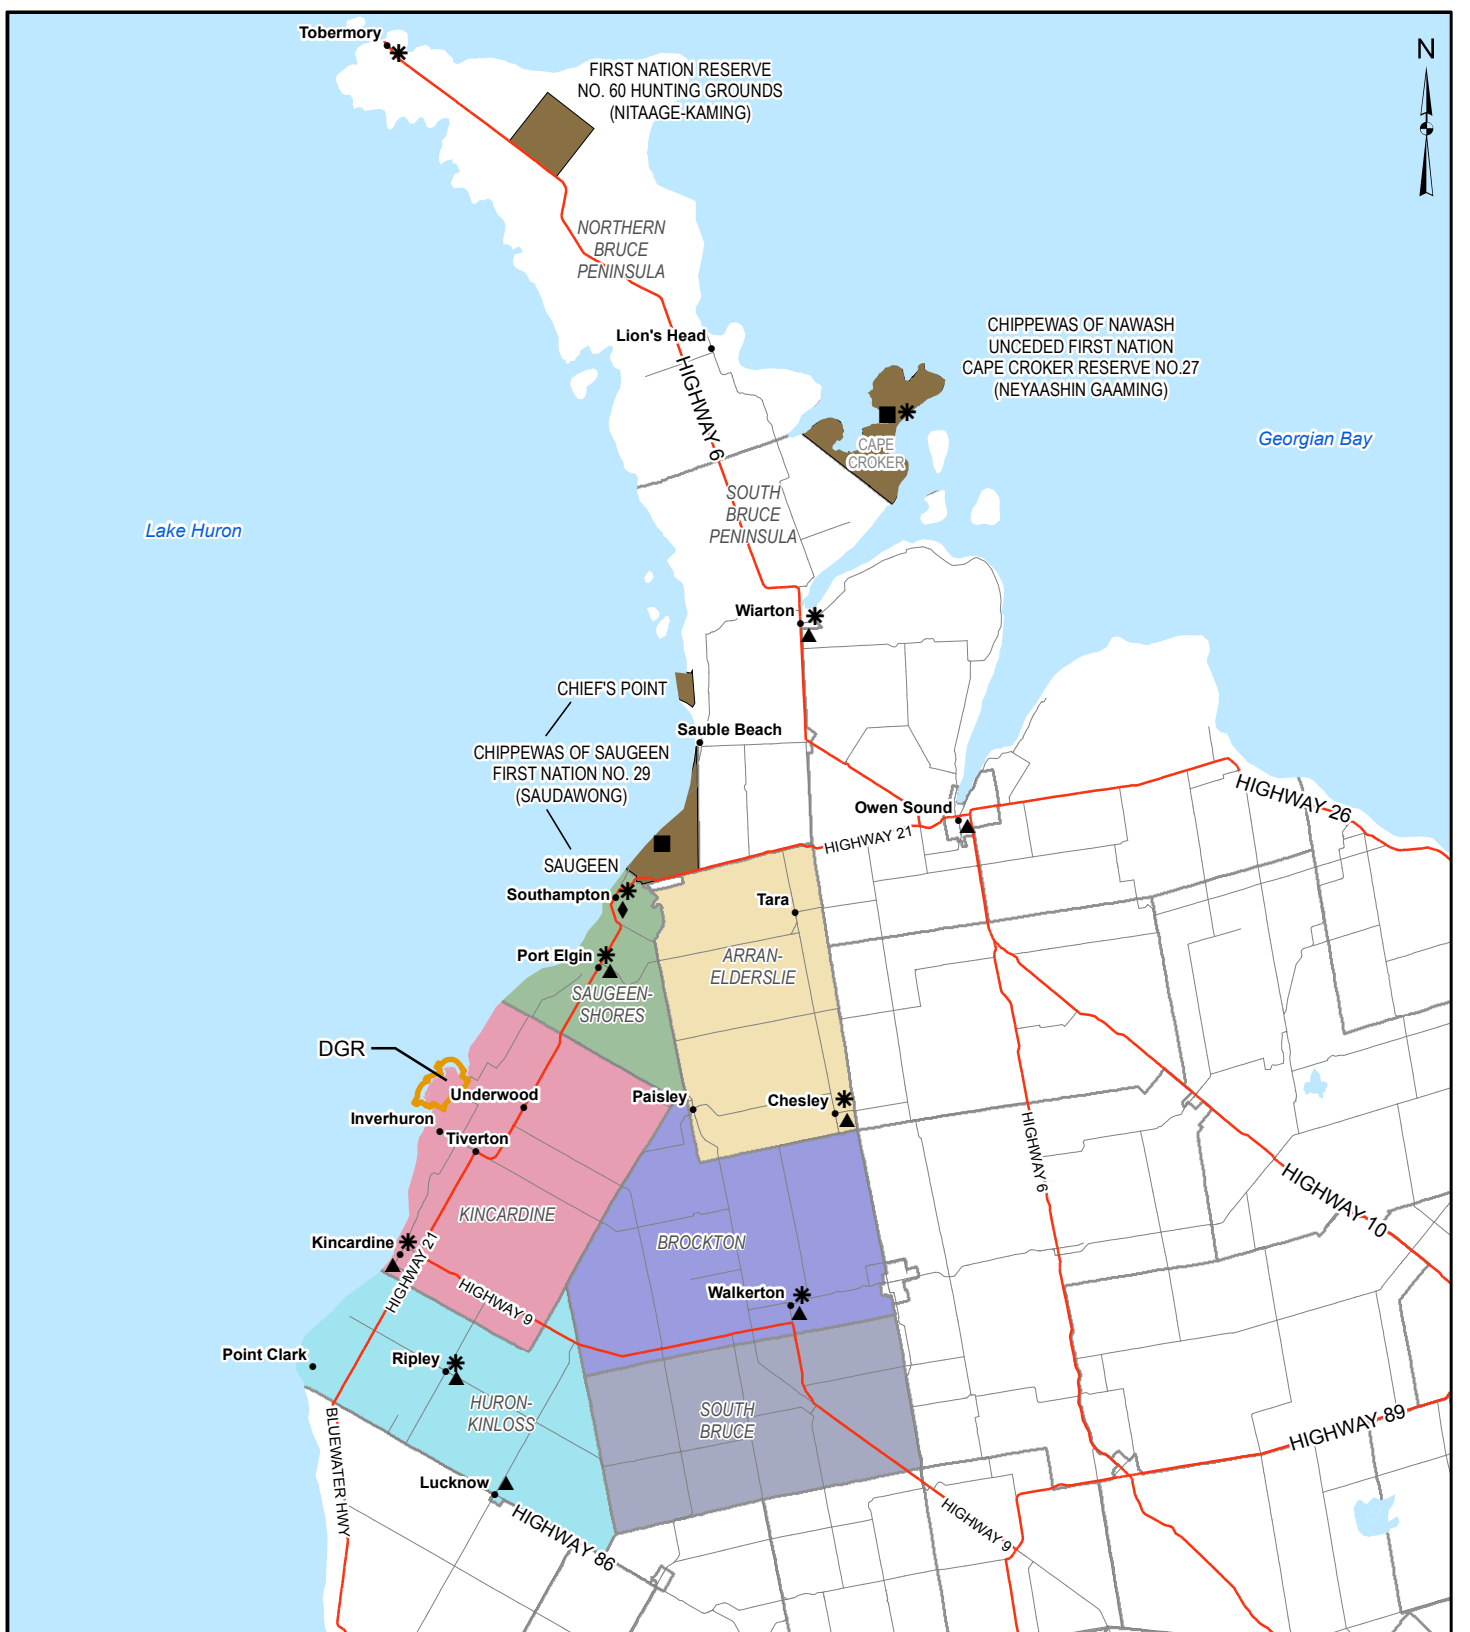 Tobermory
N
FIRST NATION RESERVE
NO. 60 HUNTING GROUNDS
(NITAAGE-KAMING)
NORTHERN
BRUCE
PENINSULA
Lion's Head
HIGHWAY 6
CHIPPEWAS OF NAWASH
UNCEDED FIRST NATION
CAPE CROKER RESERVE NO.27
(NEYAASHIN GAAMING)
CAPE
CROKER
Georgian Bay
Lake Huron
SOUTH
BRUCE
PENINSULA
Wiarton
CHIEF'S POINT
Sauble Beach
CHIPPEWAS OF SAUGEEN
FIRST NATION NO. 29
(SAUDAWONG)
SAUGEEN
Owen Sound
HIGHWAY 26
HIGHWAY 21
Southampton
Tara
Port Elgin
ARRAN-
ELDERSLIE
SAUGEEN-
SHORES
DGR
Underwood
Paisley
Chesley
Inverhuron
Tiverton
HIGHWAY 6
HIGHWAY 10
KINCARDINE
BROCKTON
Kincardine
HIGHWAY 21
HIGHWAY 9
Walkerton
Point Clark
Ripley
HURON-
KINLOSS
SOUTH
BRUCE
BLUEWATER HWY
HIGHWAY 89
Lucknow
HIGHWAY 86
HIGHWAY 9